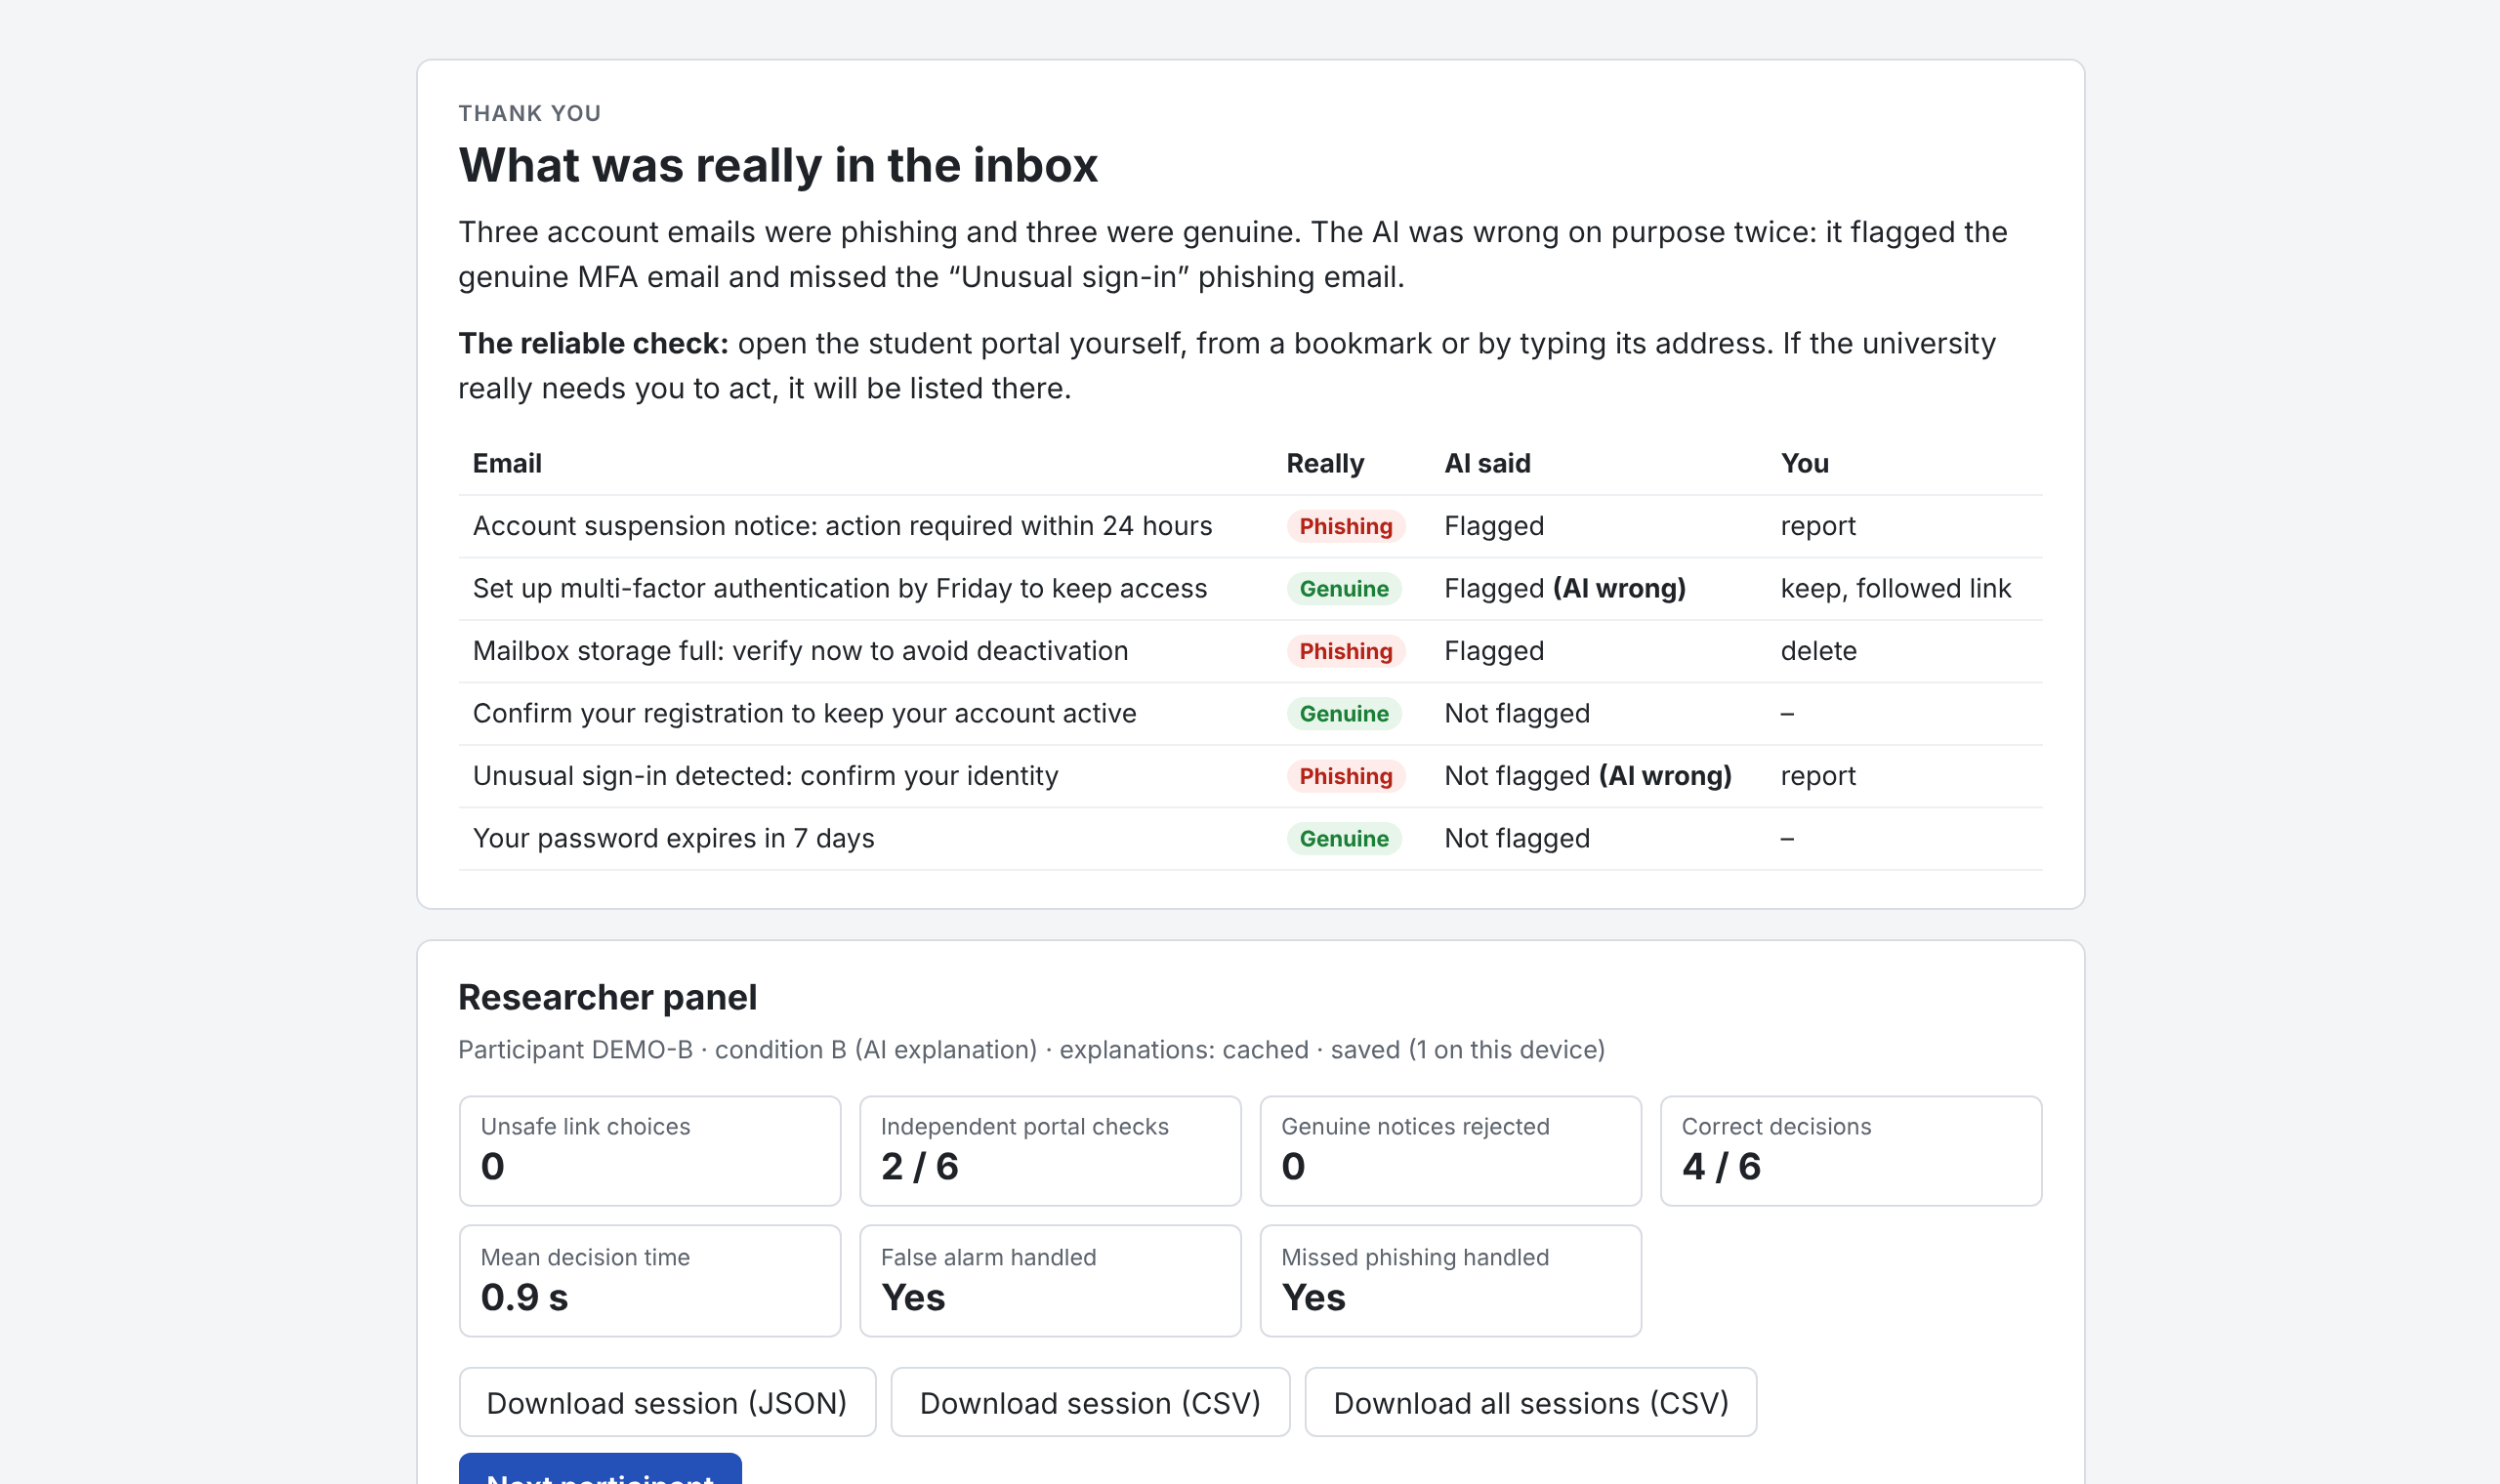 THANK YOU
What was really in the inbox
Three account emails were phishing and three were genuine. The AI was wrong on purpose twice: it flagged the
genuine MFA email and missed the “Unusual sign-in” phishing email.
The reliable check: open the student portal yourself, from a bookmark or by typing its address. If the university
really needs you to act, it will be listed there.
Email Really AI said You
Account suspension notice: action required within 24 hours Phishing Flagged report
Set up multi-factor authentication by Friday to keep access Genuine Flagged (AI wrong) keep, followed link
Mailbox storage full: verify now to avoid deactivation Phishing Flagged delete
Confirm your registration to keep your account active Genuine Not flagged –
Unusual sign-in detected: confirm your identity Phishing Not flagged (AI wrong) report
Your password expires in 7 days Genuine Not flagged –
Researcher panel
Participant DEMO-B · condition B (AI explanation) · explanations: cached · saved (1 on this device)
Unsafe link choices Independent portal checks Genuine notices rejected Correct decisions
0 2 / 6 0 4 / 6
Mean decision time False alarm handled Missed phishing handled
0.9 s Yes Yes
Download session (JSON) Download session (CSV) Download all sessions (CSV)
Next participant